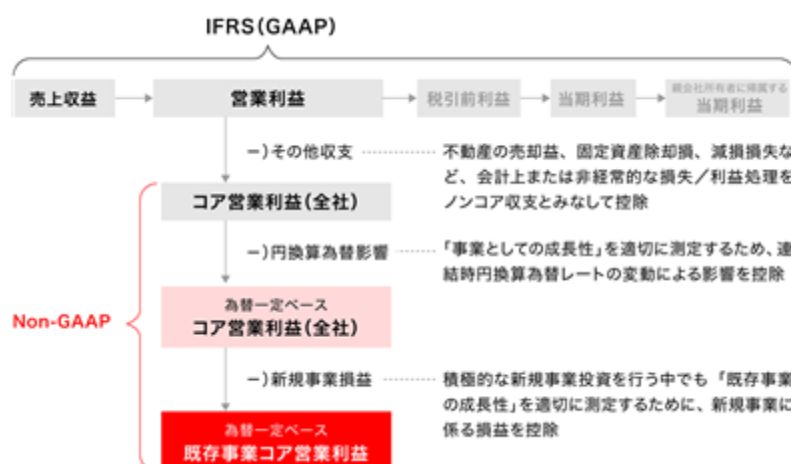 IFRS(GAAP)
売上収益
営業利益
税引前利益
当期利益
親会社所有者に帰属する
当期利益
－)その他収支
不動産の売却益、固定資産除却損、減損損失な
ど、会計上または非経常的な損失／利益処理を
ノンコア収支とみなして控除
コア営業利益(全社)
－)円換算為替影響
「事業としての成長性」を適切に測定するため、連
結時円換算為替レートの変動による影響を控除
Non-GAAP
為替一定ベース
コア営業利益(全社)
－)新規事業損益
積極的な新規事業投資を行う中でも「既存事業
の成長性」を適切に測定するために、新規事業に
係る損益を控除
為替一定ベース
既存事業コア営業利益